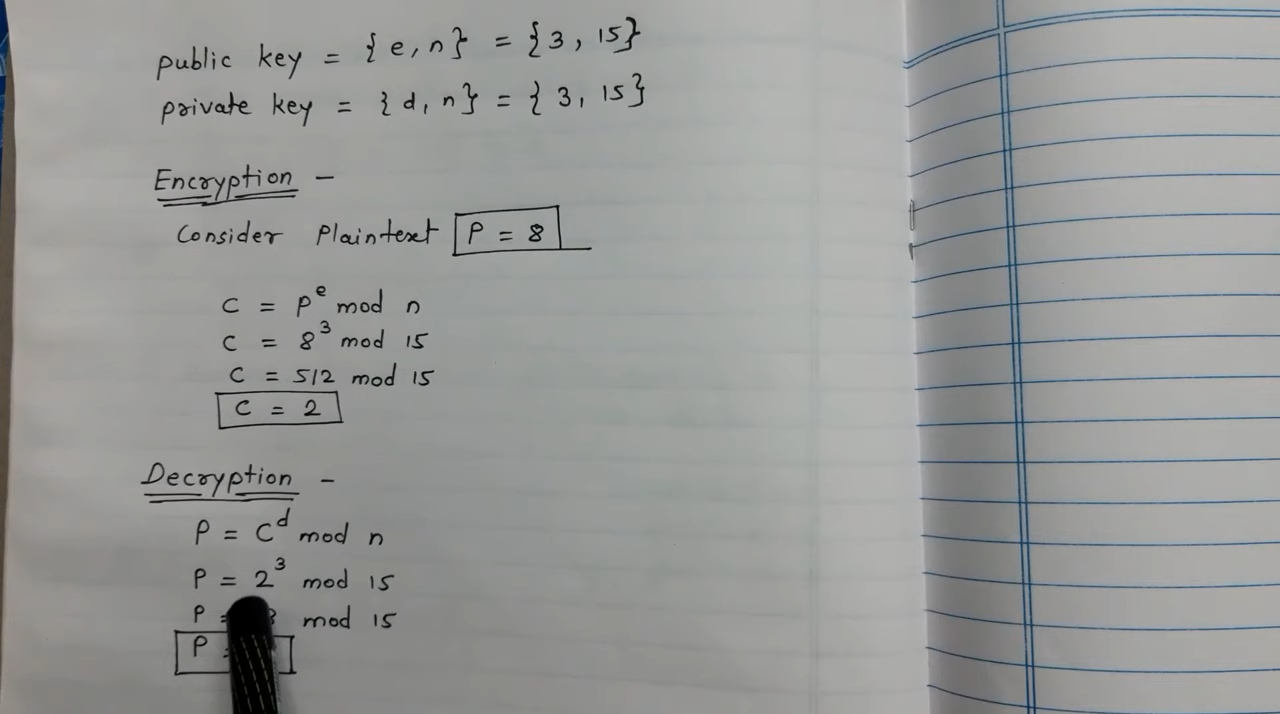 public key = {e, n} = {3, 15}
private key = {d, n} = {3, 15}
Encryption -
Consider Plaintext P = 8
C = P^e mod n
C = 8^3 mod 15
C = 512 mod 15
C = 2
Decryption -
P = C^d mod n
P = 2^3 mod 15
P = mod 15
P =